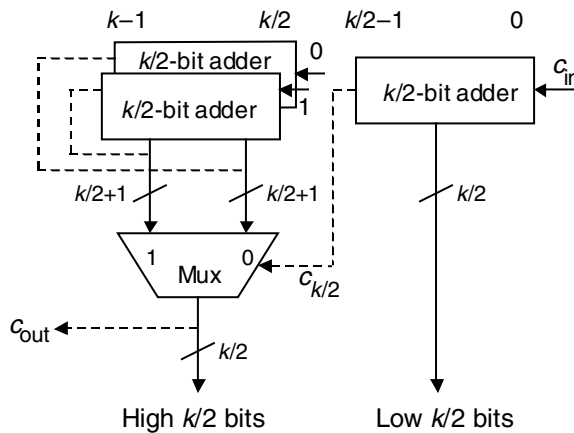 k–1 k/2 k/2–1 0
k/2-bit adder 0
k/2-bit adder 1
k/2-bit adder c_in
k/2+1 k/2+1 k/2
1 Mux 0
c_k/2
c_out
k/2
High k/2 bits Low k/2 bits